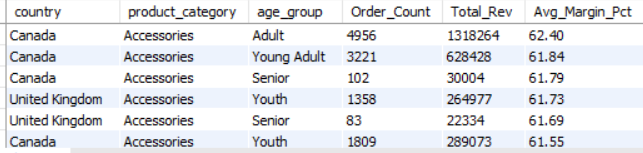 country product_category age_group Order_Count Total_Rev Avg_Margin_Pct
Canada Accessories Adult 4956 1318264 62.40
Canada Accessories Young Adult 3221 628428 61.84
Canada Accessories Senior 102 30004 61.79
United Kingdom Accessories Youth 1358 264977 61.73
United Kingdom Accessories Senior 83 22334 61.69
Canada Accessories Youth 1809 289073 61.55